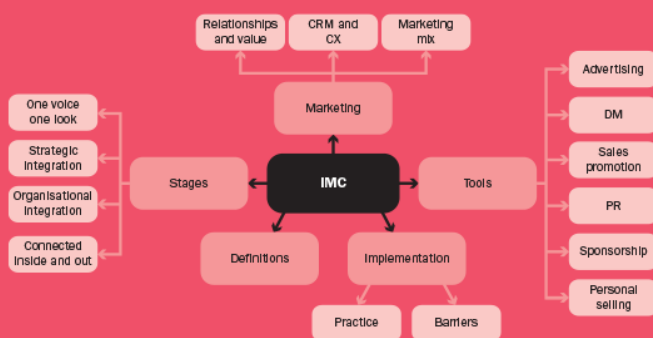 Relationships
and value
CRM and
CX
Marketing
mix
Marketing
One voice
one look
Strategic
integration
Organisational
integration
Connected
inside and out
Stages
IMC
Tools
Advertising
DM
Sales
promotion
PR
Sponsorship
Personal
selling
Definitions
Implementation
Practice
Barriers